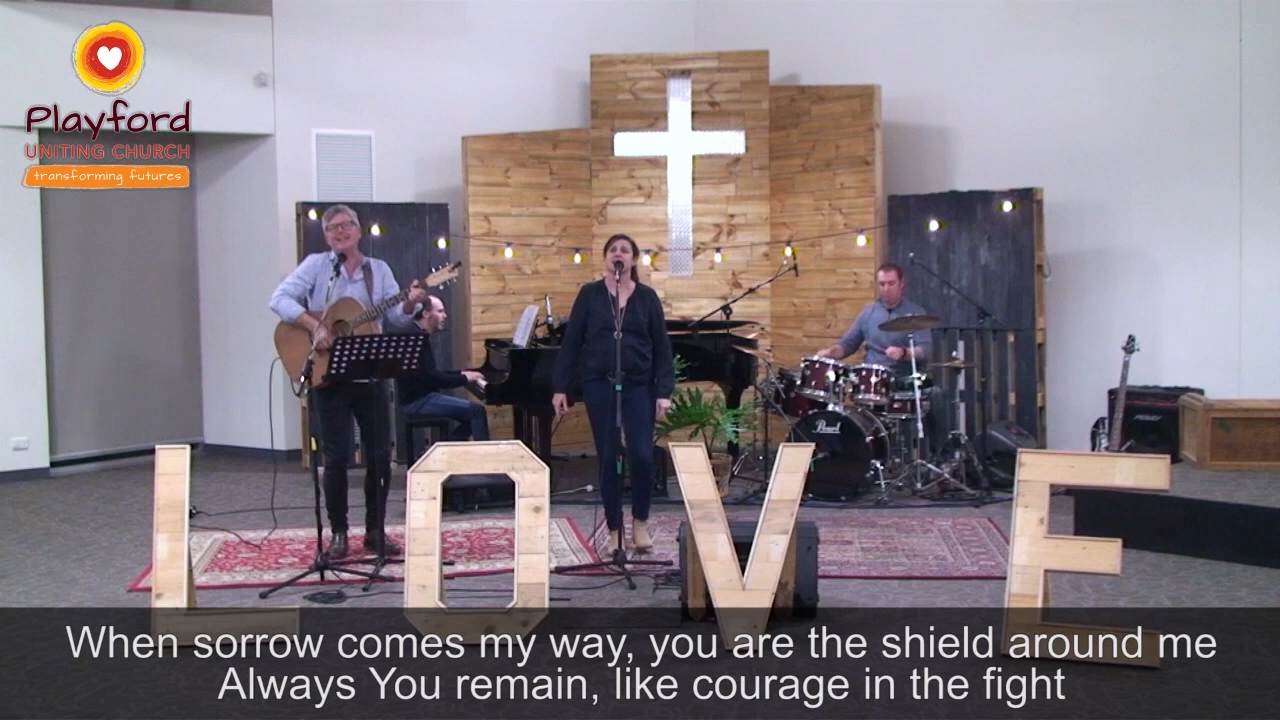 Playford
UNITING CHURCH
transforming futures
Pearl
LOVE
When sorrow comes my way, you are the shield around me
Always You remain, like courage in the fight